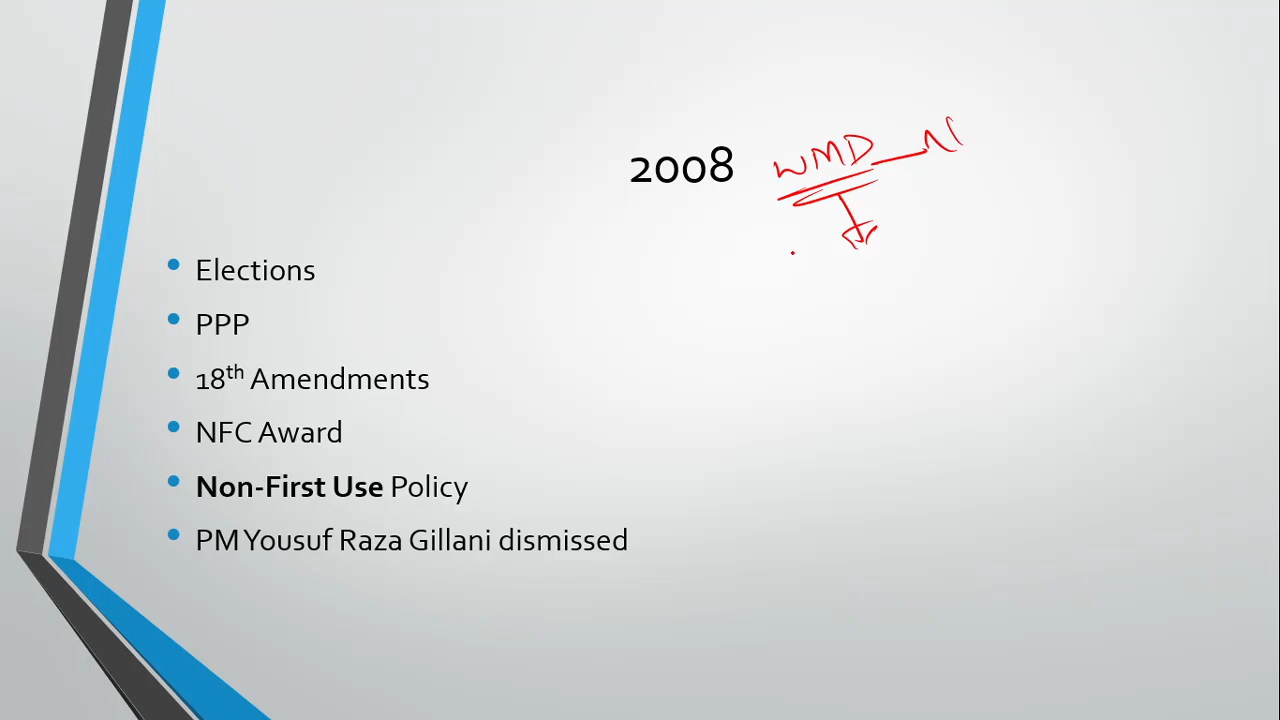 2008 WMD
• Elections
• PPP
• 18th Amendments
• NFC Award
• Non-First Use Policy
• PM Yousuf Raza Gillani dismissed